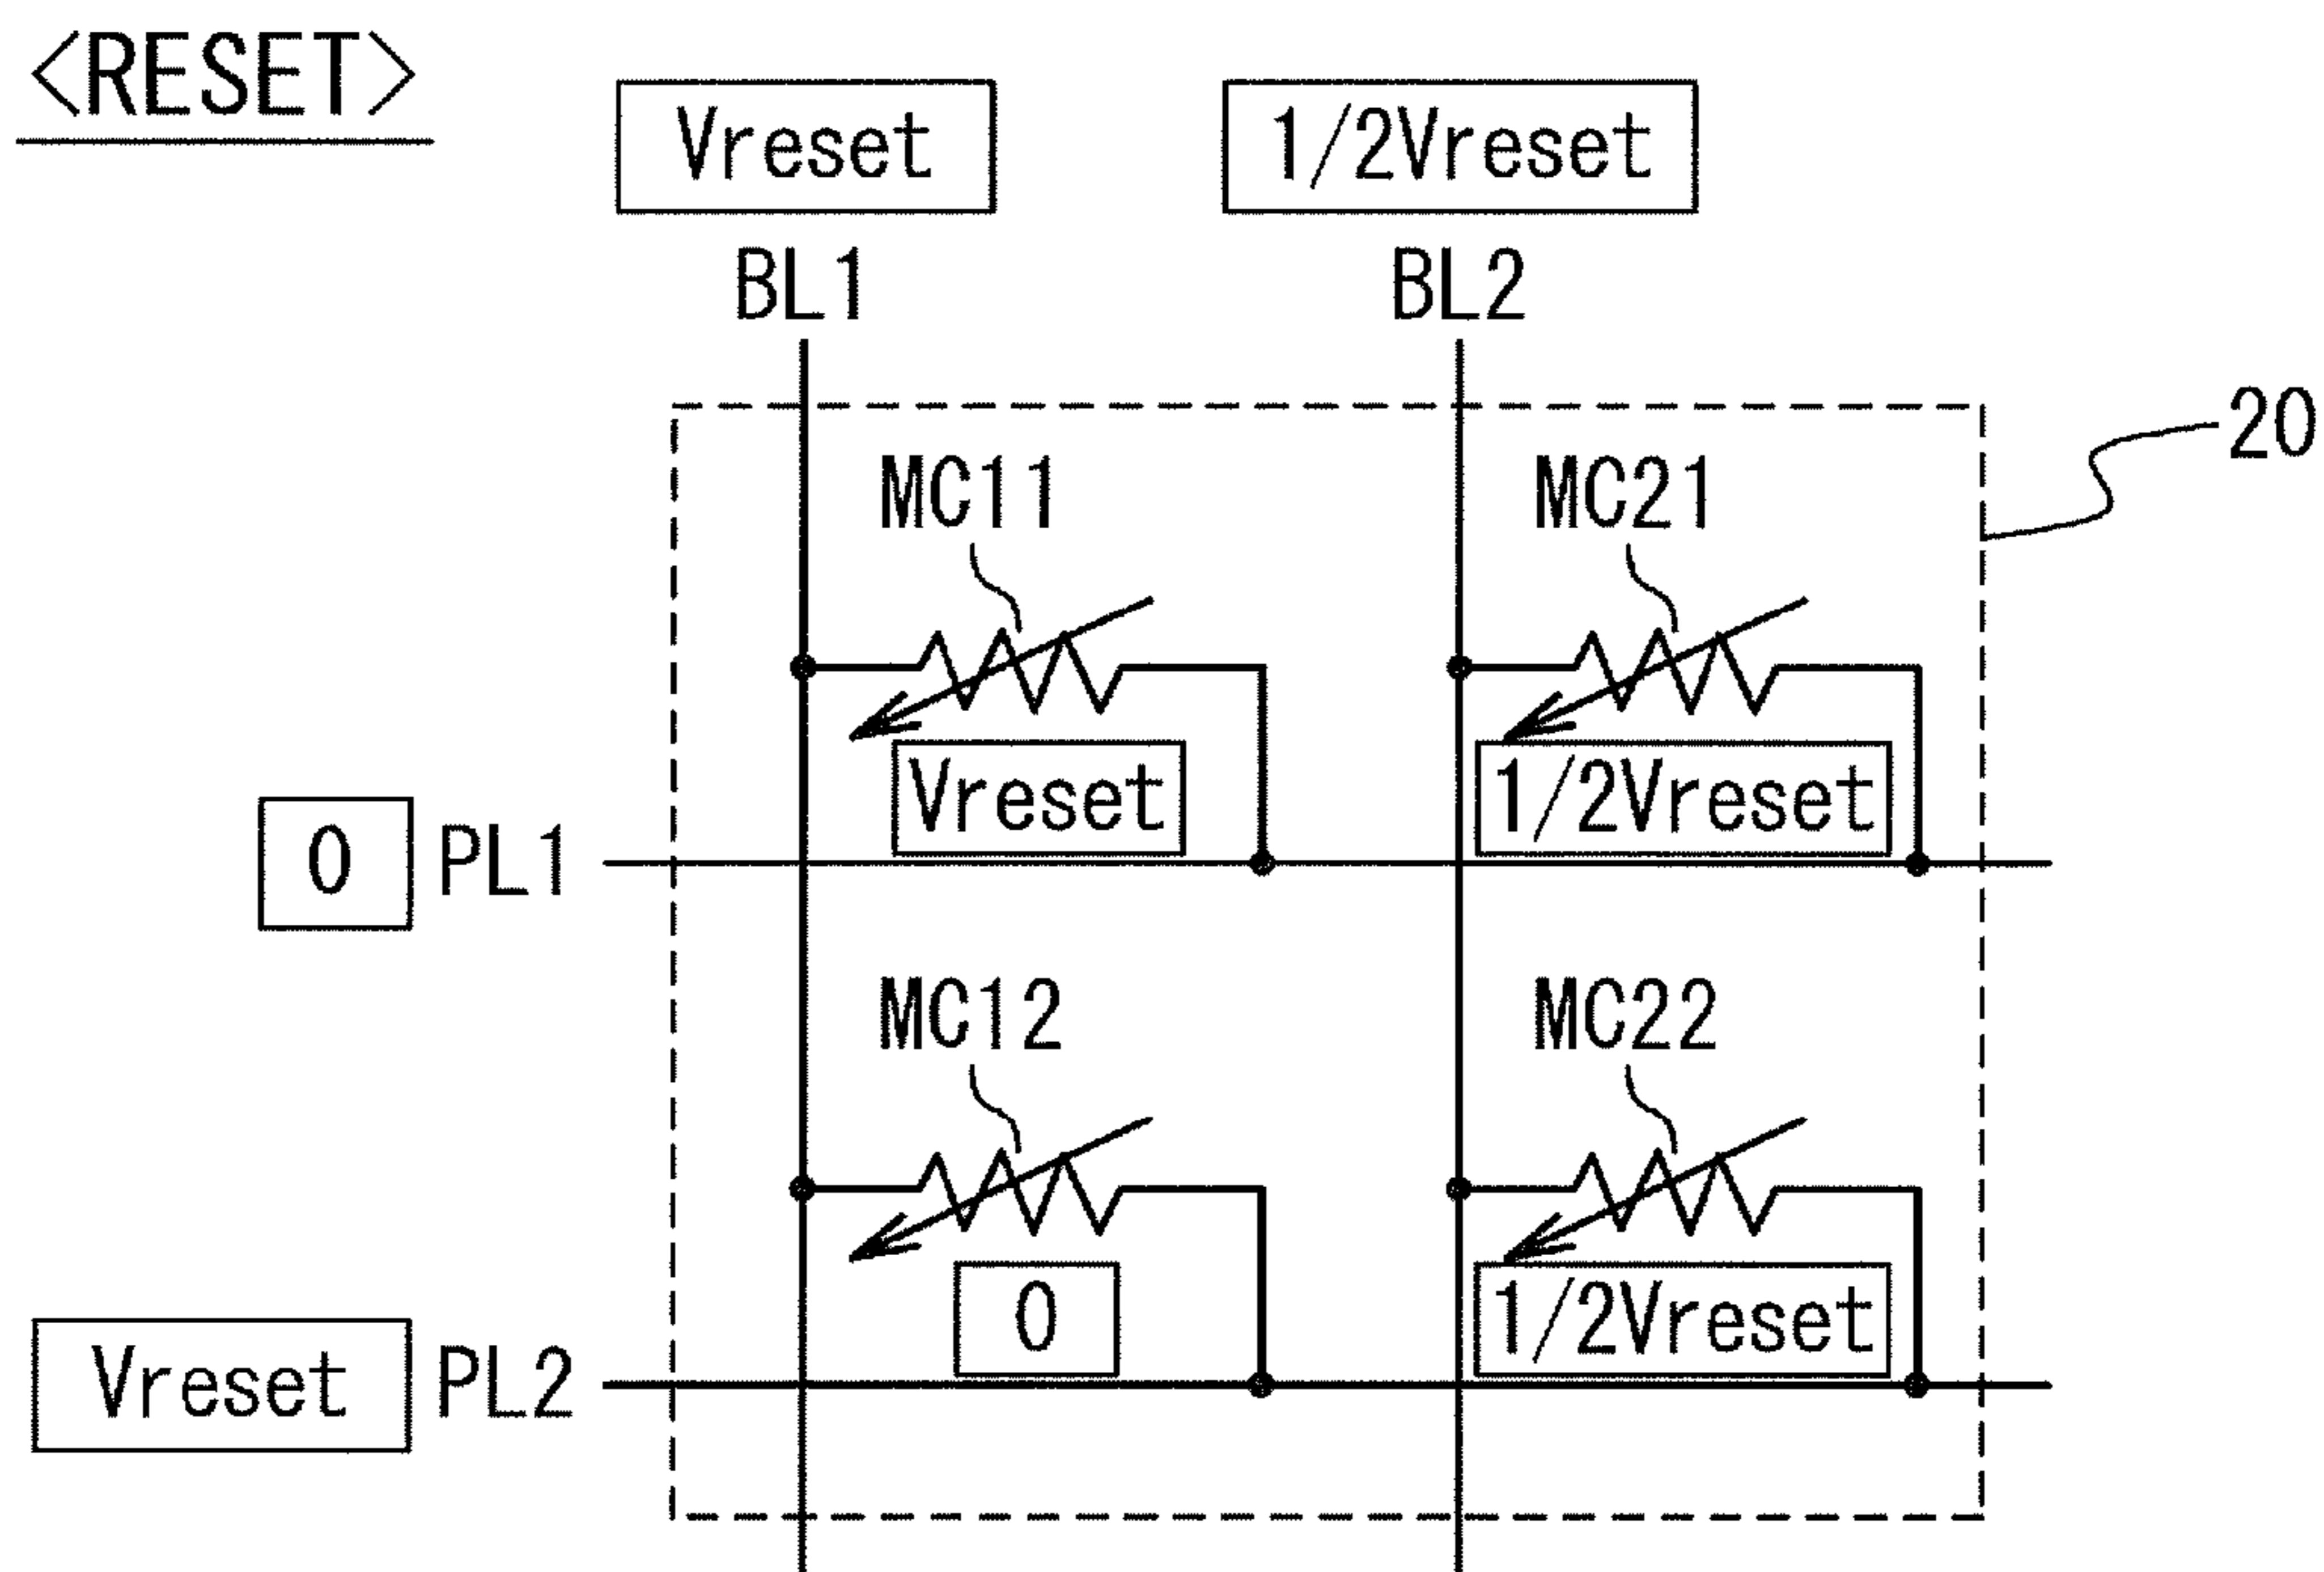 <RESET>
Vreset
1/2Vreset
BL1
BL2
20
MC11
MC21
Vreset
1/2Vreset
0
PL1
MC12
MC22
0
1/2Vreset
Vreset
PL2